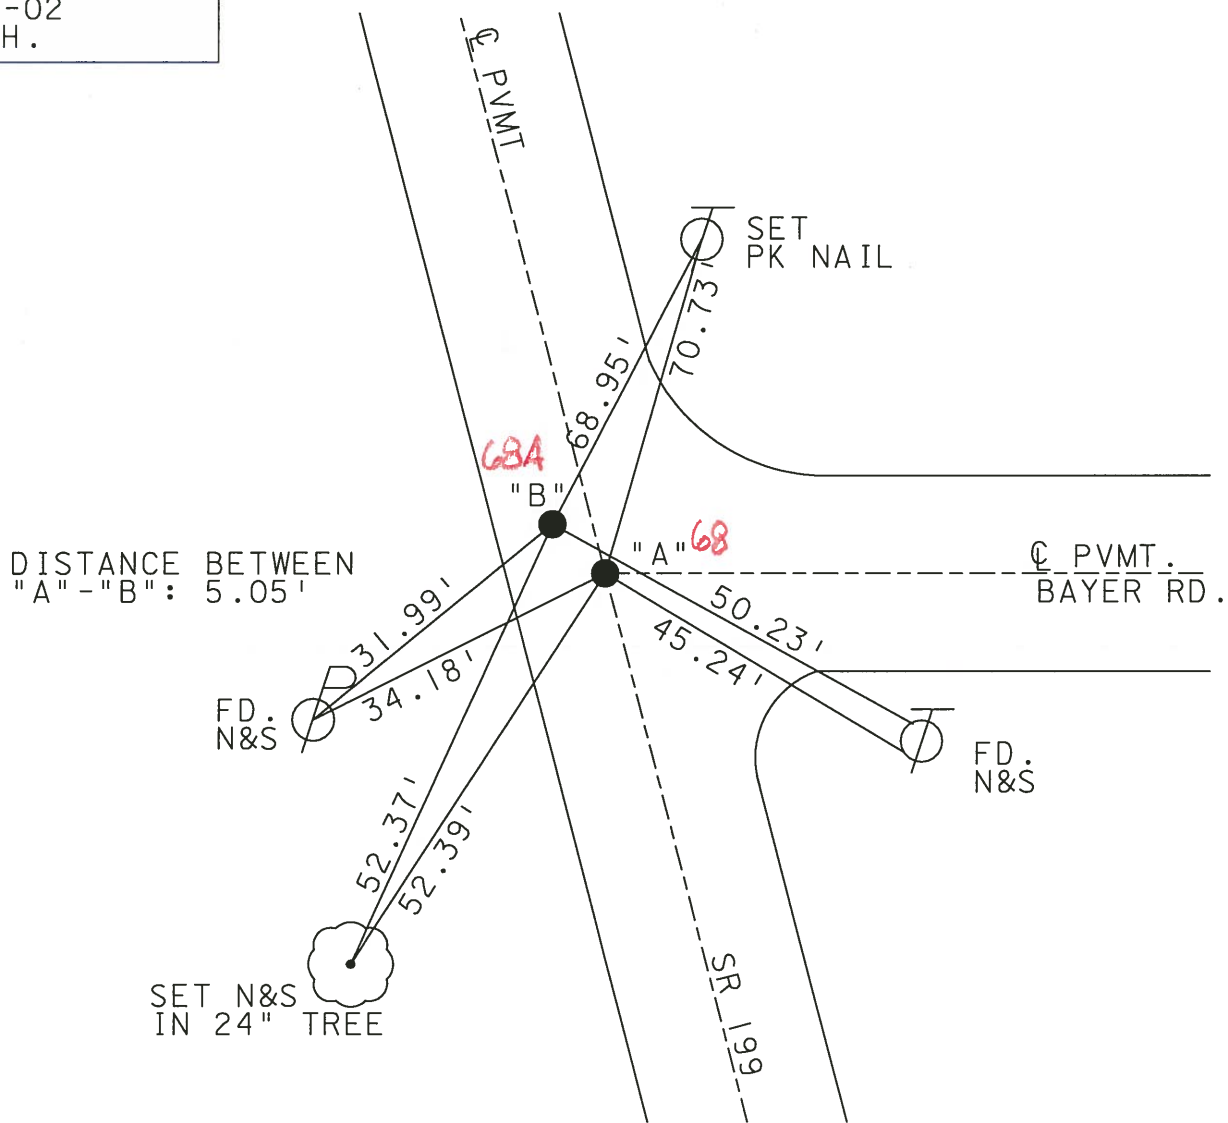 -02
H.
℄ PVMT
SET
PK NAIL
70.73'
68.95'
68A
"B"
"A" 68
DISTANCE BETWEEN
"A"-"B": 5.05'
℄ PVMT.
BAYER RD.
31.99'
50.23'
34.18'
45.24'
FD.
N&S
FD.
N&S
52.37'
52.39'
SET N&S
IN 24" TREE
SR 199